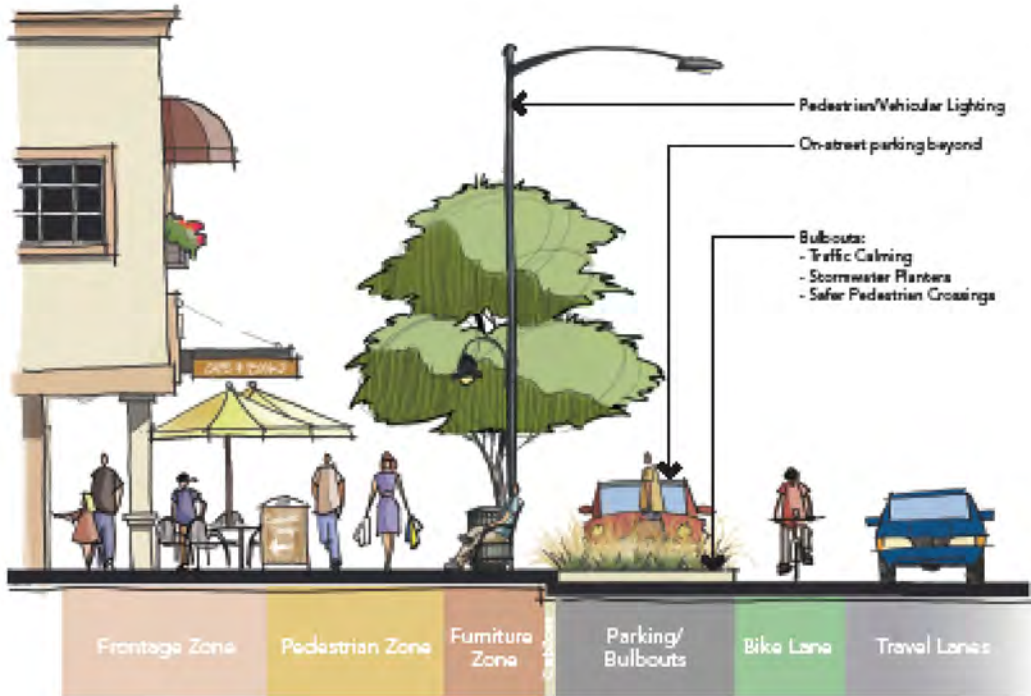 Pedestrian/Vehicular Lighting
On-street parking beyond
Bulbouts:
- Traffic Calming
- Stormwater Planters
- Safer Pedestrian Crossings
Frontage Zone
Pedestrian Zone
Furniture
Zone
Parking/
Bulbouts
Bike Lane
Travel Lanes